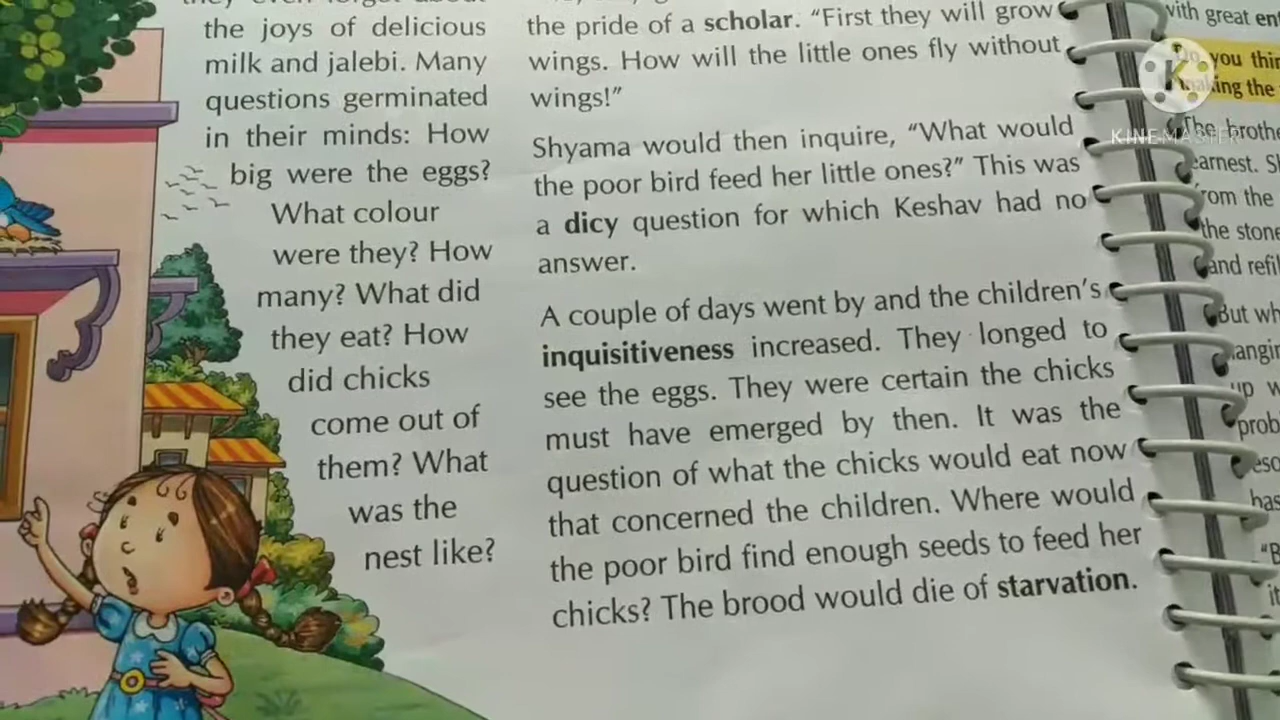 the joys of delicious
milk and jalebi. Many
questions germinated
in their minds: How
big were the eggs?
What colour
were they? How
many? What did
they eat? How
did chicks
come out of
them? What
was the
nest like?
the pride of a scholar. “First they will grow
wings. How will the little ones fly without
wings!”
Shyama would then inquire, “What would
the poor bird feed her little ones?” This was
a dicy question for which Keshav had no
answer.
A couple of days went by and the children’s
inquisitiveness increased. They longed to
see the eggs. They were certain the chicks
must have emerged by then. It was the
question of what the chicks would eat now
that concerned the children. Where would
the poor bird find enough seeds to feed her
chicks? The brood would die of starvation.
with great
you
the
The
from the
the stone
and
But
K
KINEMASTER